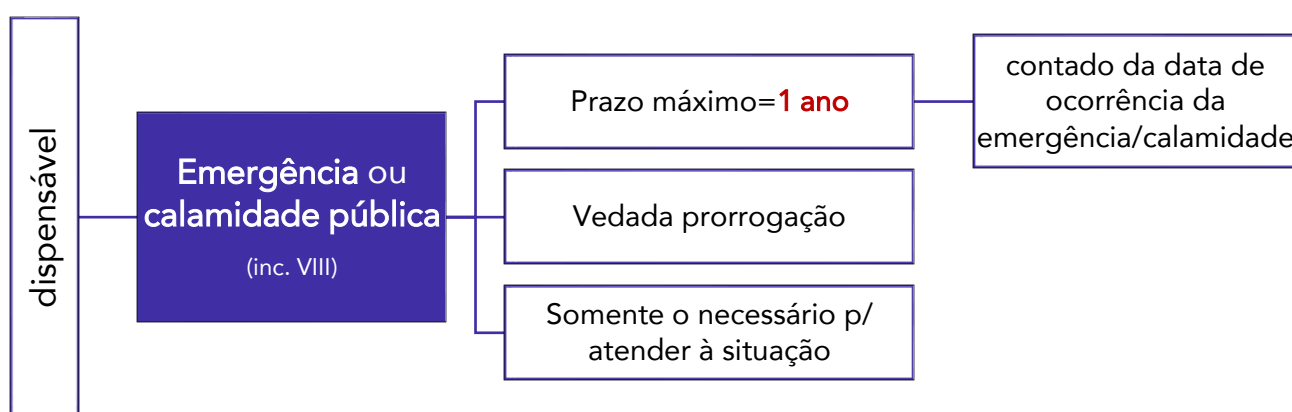 dispensável
Emergência ou
calamidade pública
(inc. VIII)
Prazo máximo=1 ano
contado da data de
ocorrência da
emergência/calamidade
Vedada prorrogação
Somente o necessário p/
atender à situação